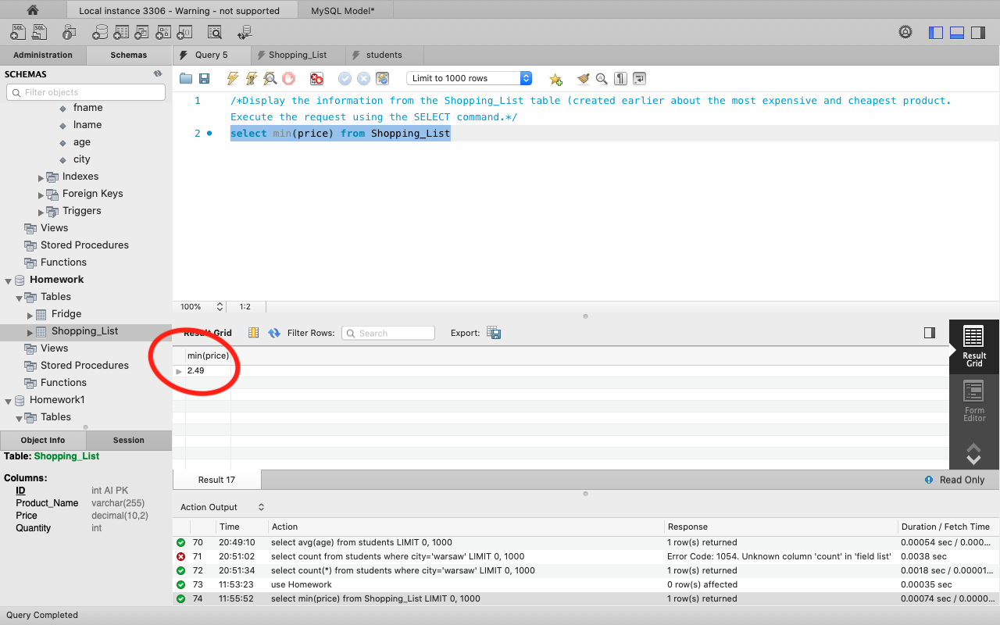 Local instance 3306 - Warning - not supported
MySQL Model*
Administration
Schemas
Query 5
Shopping_List
students
SCHEMAS
Filter objects
Limit to 1000 rows
fname
lname
age
city
Indexes
Foreign Keys
Triggers
Views
Stored Procedures
Functions
Homework
Tables
Fridge
Shopping_List
Views
Stored Procedures
Functions
Homework1
Tables
1 /*Display the information from the Shopping_List table (created earlier about the most expensive and cheapest product.
Execute the request using the SELECT command.*/
2 select min(price) from Shopping_List
100% 1:2
Result Grid
Filter Rows:
Search
Export:
min(price)
2.49
Result
Grid
Form
Editor
Object Info
Session
Table: Shopping_List
Columns:
ID int AI PK
Product_Name varchar(255)
Price decimal(10,2)
Quantity int
Result 17
Read Only
Action Output
Time Action Response Duration / Fetch Time
70 20:49:10 select avg(age) from students LIMIT 0, 1000 1 row(s) returned 0.00054 sec / 0.000...
71 20:51:02 select count from students where city='warsaw' LIMIT 0, 1000 Error Code: 1054. Unknown column 'count' in 'field list' 0.0038 sec
72 20:51:34 select count(*) from students where city='warsaw' LIMIT 0, 1000 1 row(s) returned 0.0018 sec / 0.00001...
73 11:53:23 use Homework 0 row(s) affected 0.00035 sec
74 11:55:52 select min(price) from Shopping_List LIMIT 0, 1000 1 row(s) returned 0.00074 sec / 0.0000...
Query Completed